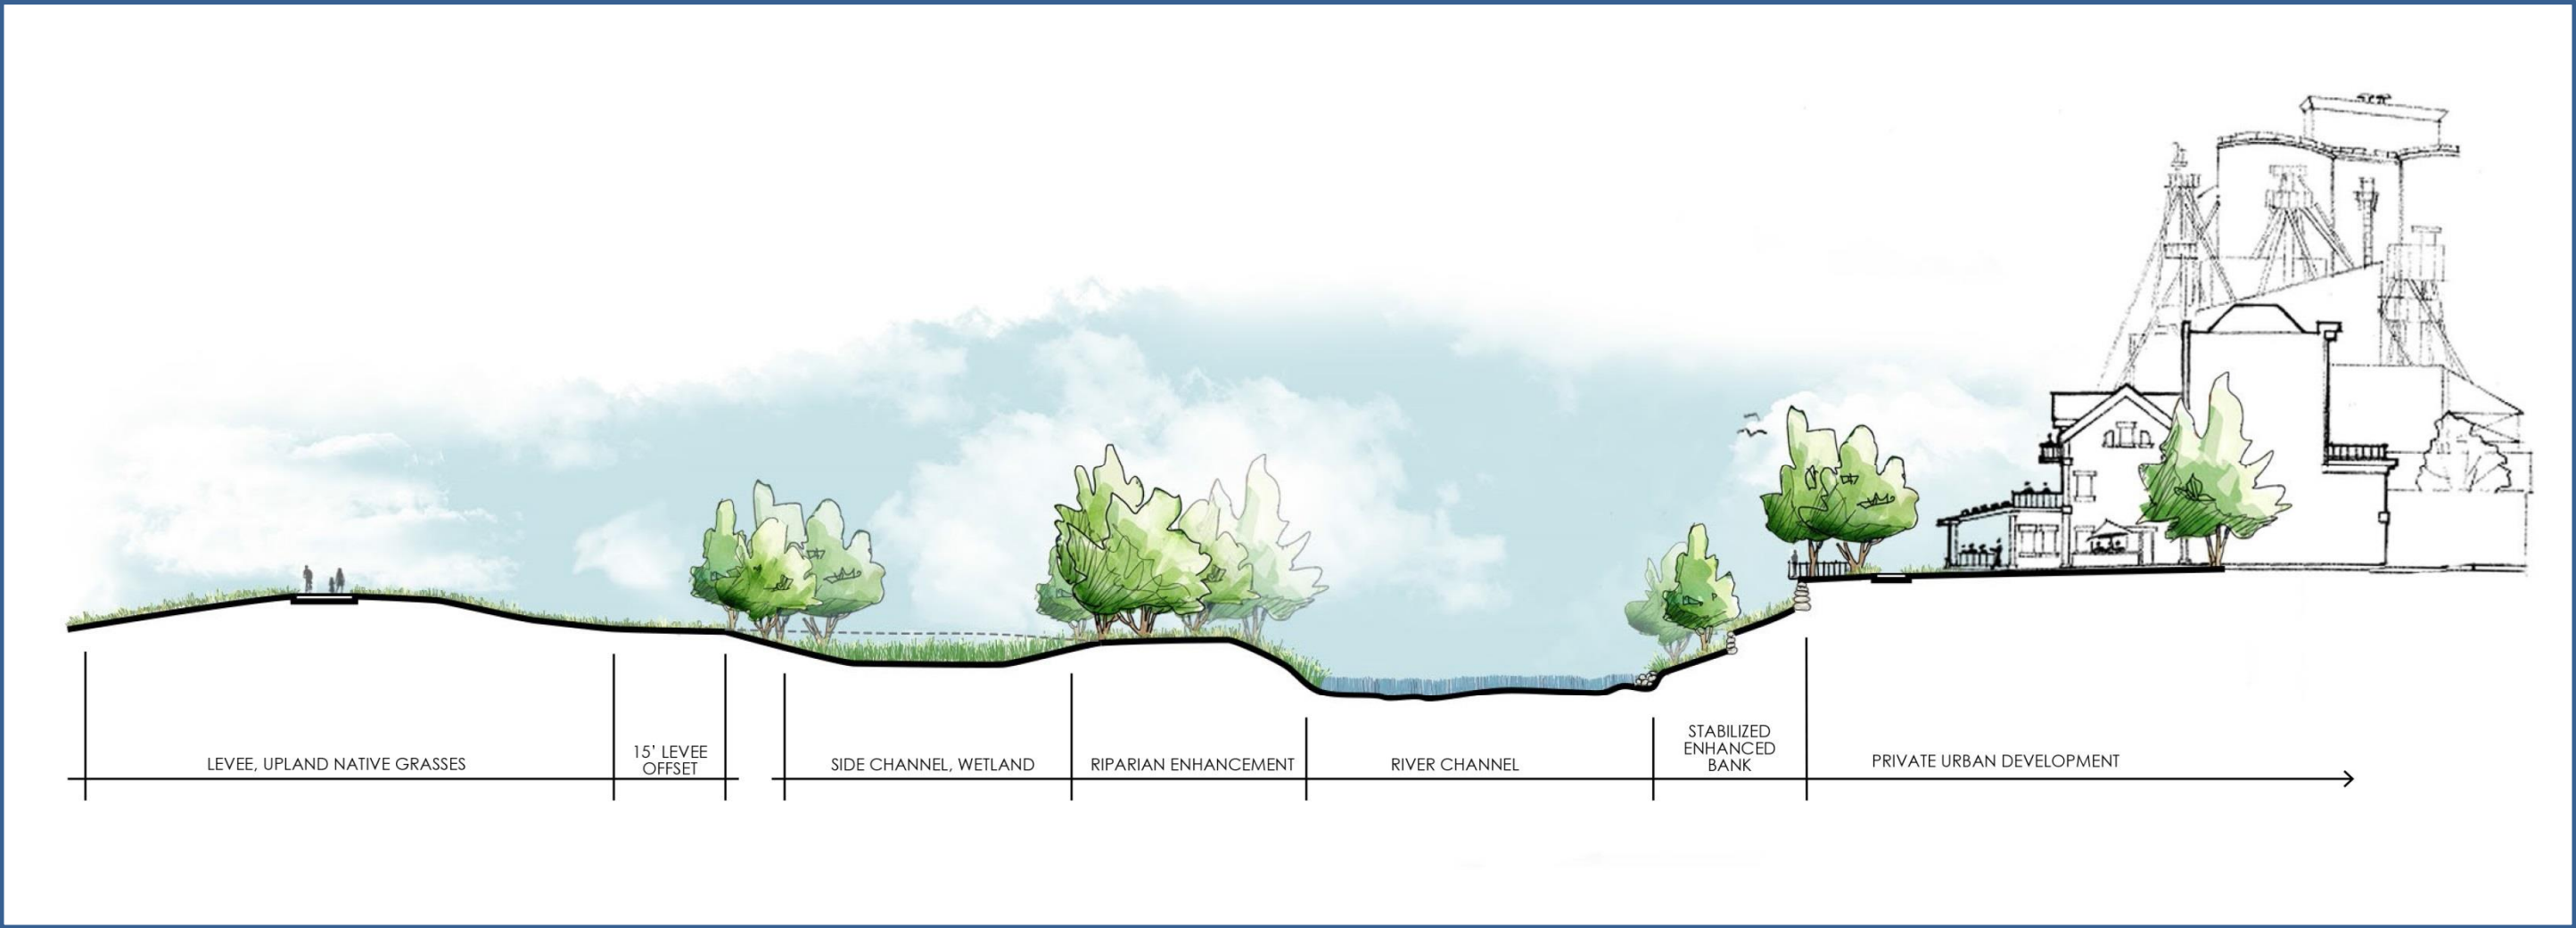 LEVEE, UPLAND NATIVE GRASSES
15' LEVEE
OFFSET
SIDE CHANNEL, WETLAND
RIPARIAN ENHANCEMENT
RIVER CHANNEL
STABILIZED
ENHANCED
BANK
PRIVATE URBAN DEVELOPMENT